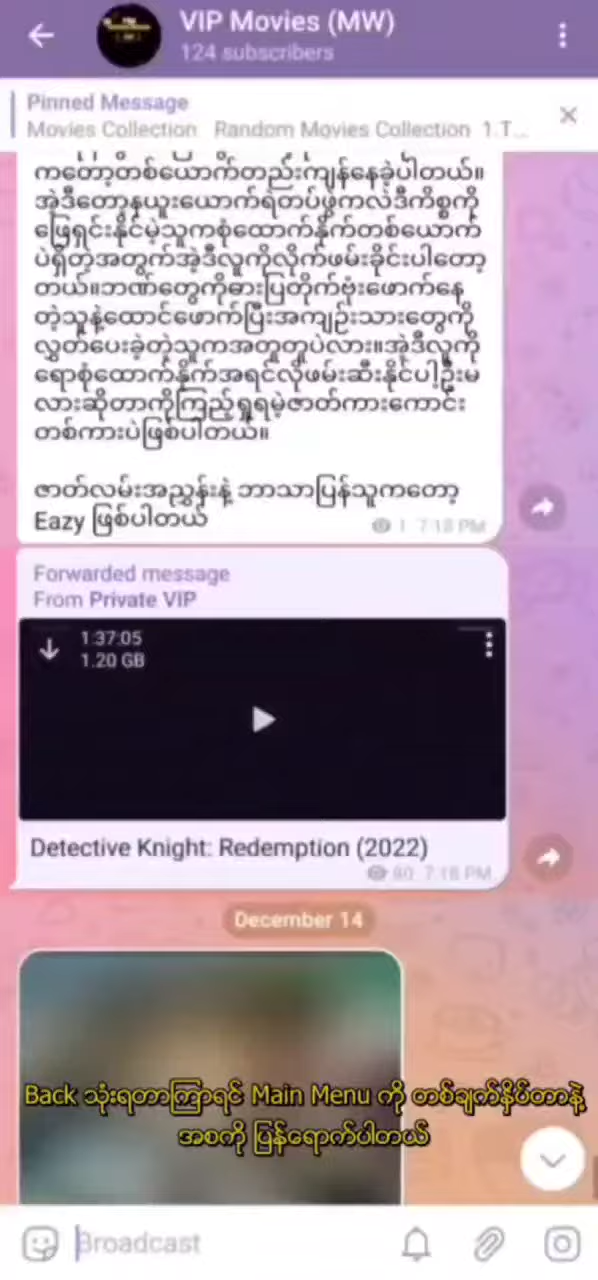 VIP Movies (MW)
124 subscribers
Pinned Message
Movies Collection Random Movies Collection 1.T...
ကတော့တစ်ယောက်တည်းကျန်နေခဲ့ပါတယ်။
အဲ့ဒီတော့နယူးယောက်ရဲတပ်ဖွဲ့ကလဲဒီကိစ္စကို
ဖြေရှင်းနိုင်မဲ့သူကစုံထောက်နိုက်တစ်ယောက်
ပဲရှိတဲ့အတွက်အဲ့ဒီလူကိုလိုက်ဖမ်းခိုင်းပါတော့
တယ်။ဘဏ်တွေကိုဓားပြတိုက်ဗုံးဖောက်နေ
တဲ့သူနဲ့ထောင်ဖောက်ပြီးအကျဉ်းသားတွေကို
လွှတ်ပေးခဲ့တဲ့သူကအတူတူပဲလား။အဲ့ဒီလူကို
ရောစုံထောက်နိုက်အရင်လိုဖမ်းဆီးနိုင်ပါ့ဦးမ
လားဆိုတာကိုကြည့်ရှုရမဲ့ဇာတ်ကားကောင်း
တစ်ကားပဲဖြစ်ပါတယ်။
ဇာတ်လမ်းအညွှန်းနဲ့ ဘာသာပြန်သူကတော့
Eazy ဖြစ်ပါတယ်
1 7:18 PM
Forwarded message
From Private VIP
1:37:05
1.20 GB
Detective Knight: Redemption (2022)
80 7:18 PM
December 14
Back သုံးရတာကြာရင် Main Menu ကို တစ်ချက်နှိပ်တာနဲ့
အစကို ပြန်ရောက်ပါတယ်
Broadcast